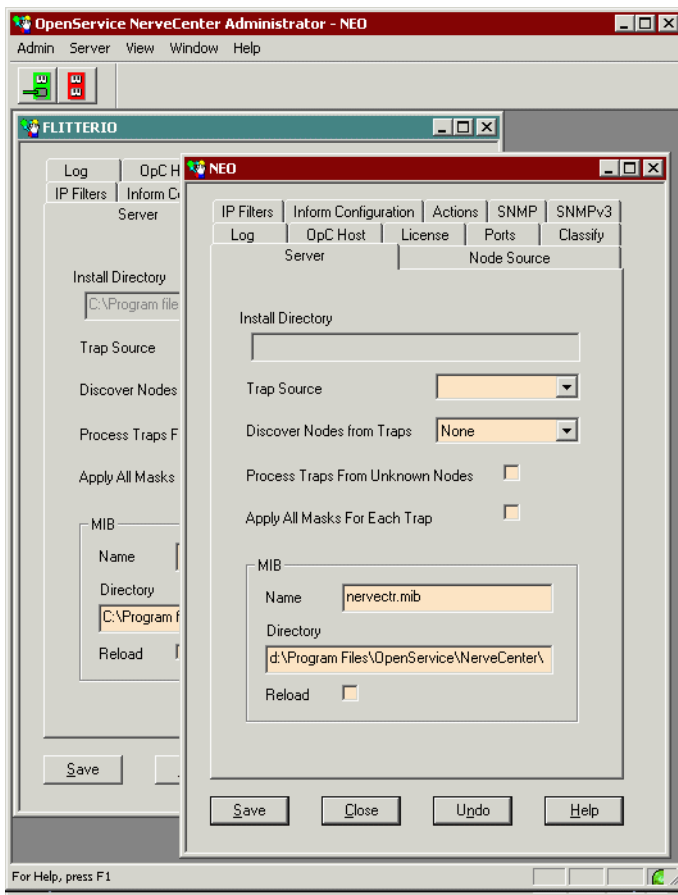 OpenService NerveCenter Administrator - NEO
Admin Server View Window Help
FLITTERIO
Log
IP Filters Inform
Server
Install Directory
C:\Program file
Trap Source
Discover Nodes
Process Traps
Apply All Masks
MIB
Name
Directory
C:\Program
Reload
Save
NEO
IP Filters Inform Configuration Actions SNMP SNMPv3
Log OpC Host License Ports Classify
Server Node Source
Install Directory
Trap Source
Discover Nodes from Traps None
Process Traps From Unknown Nodes
Apply All Masks For Each Trap
MIB
Name nervectr.mib
Directory
d:\Program Files\OpenService\NerveCenter\
Reload
Save Close Undo Help
For Help, press F1